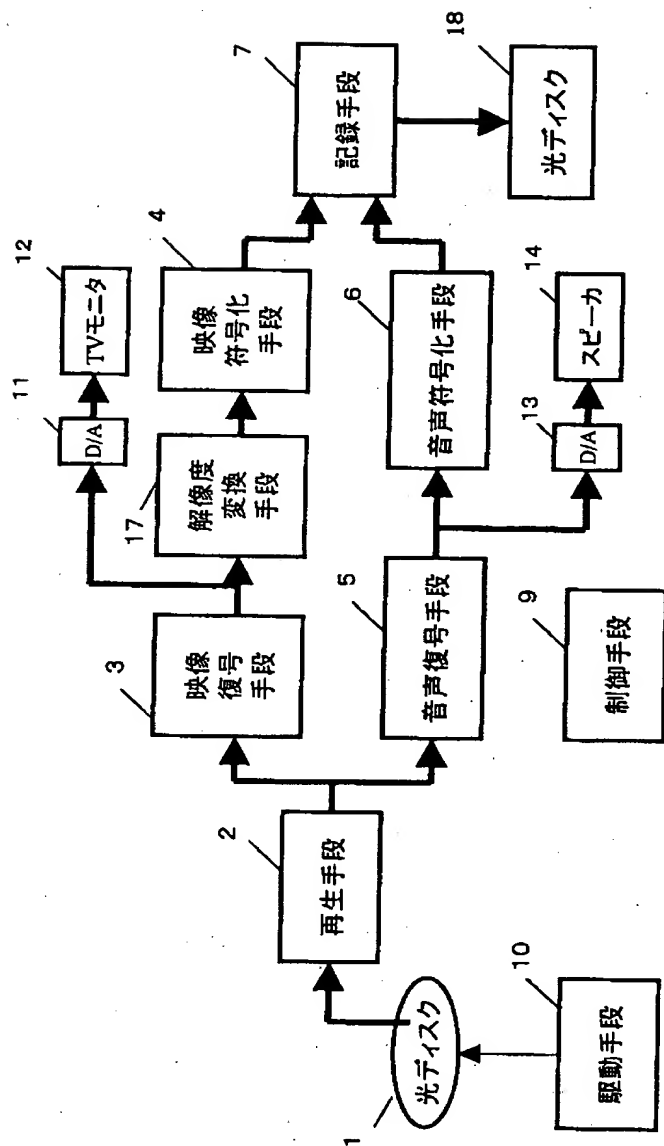 1
光ディスク
10
駆動手段
2
再生手段
3
映像
復号
手段
5
音声復号手段
9
制御手段
11
D/A
12
TVモニタ
17
解像度
変換
手段
4
映像
符号化
手段
6
音声符号化手段
13
D/A
14
スピーカ
7
記録手段
18
光ディスク